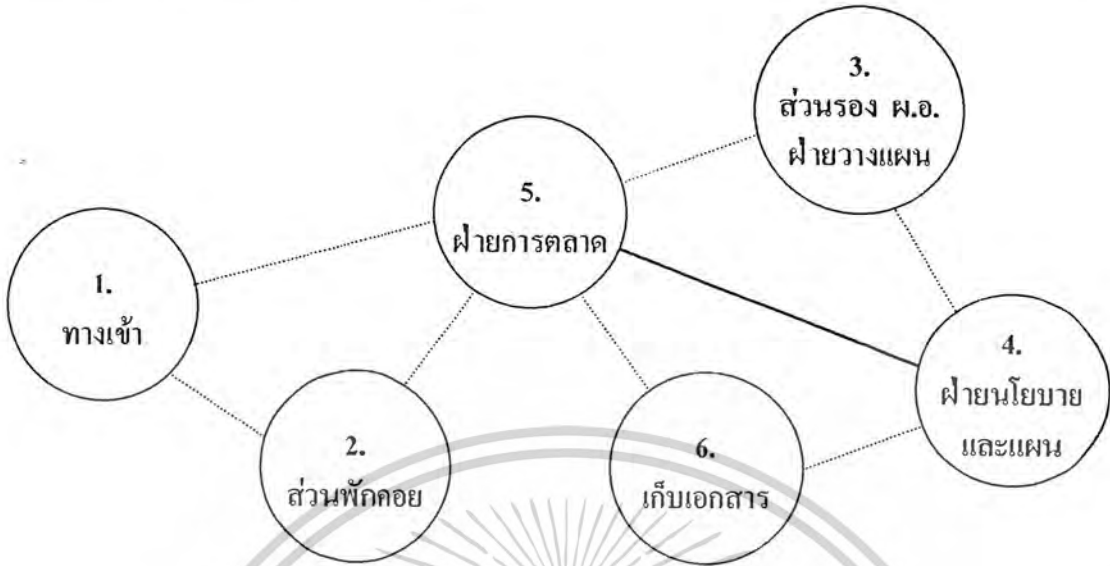 1.
ทางเข้า
2.
ส่วนพักคอย
3.
ส่วนรอง ผ.อ.
ฝ่ายวางแผน
4.
ฝ่ายนโยบาย
และแผน
5.
ฝ่ายการตลาด
6.
เก็บเอกสาร